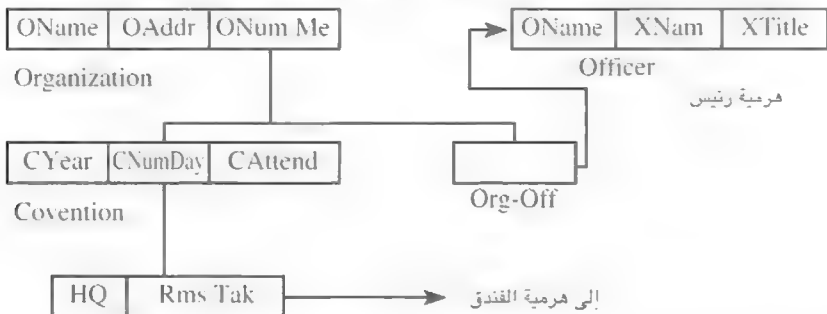 OName OAddr ONum Me
OName XNam XTitle
Organization
Officer
هرمية رئيس
CYear CNumDay CAttend
Org-Off
Covention
HQ Rms Tak
إلى هرمية الفندق